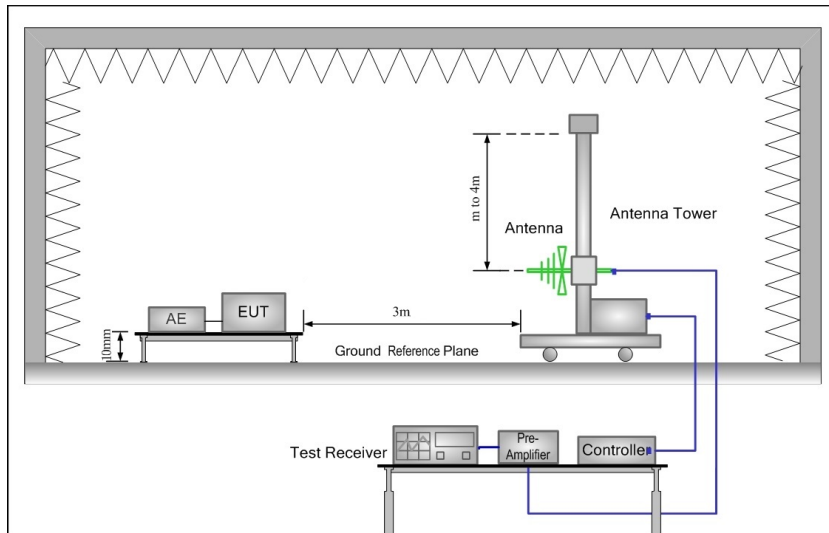 m to 4m
Antenna Tower
Antenna
AE
EUT
3m
10mm
Ground Reference Plane
Test Receiver
Pre-
Amplifier
Controller